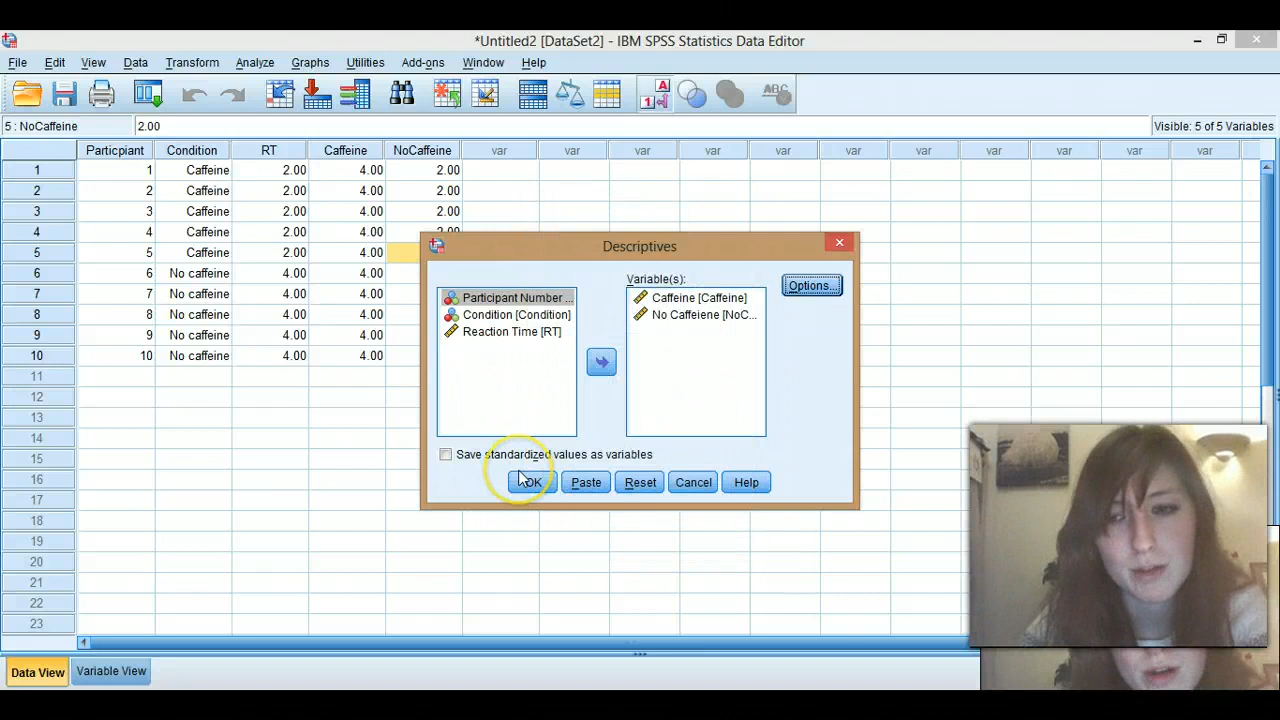 *Untitled2 [DataSet2] - IBM SPSS Statistics Data Editor
File Edit View Data Transform Analyze Graphs Utilities Add-ons Window Help
5 : NoCaffeine 2.00 Visible: 5 of 5 Variables
Particpiant Condition RT Caffeine NoCaffeine var var var var var var var var var var
1 1 Caffeine 2.00 4.00 2.00
2 2 Caffeine 2.00 4.00 2.00
3 3 Caffeine 2.00 4.00 2.00
4 4 Caffeine 2.00 4.00 2.00
5 5 Caffeine 2.00 4.00
6 6 No caffeine 4.00 4.00
7 7 No caffeine 4.00 4.00
8 8 No caffeine 4.00 4.00
9 9 No caffeine 4.00 4.00
10 10 No caffeine 4.00 4.00
11
12
13
14
15
16
17
18
19
20
21
22
23
Descriptives
Variable(s):
Participant Number ...
Condition [Condition]
Reaction Time [RT]
Caffeine [Caffeine]
No Caffeiene [NoC...
Options...
Save standardized values as variables
OK Paste Reset Cancel Help
Data View Variable View